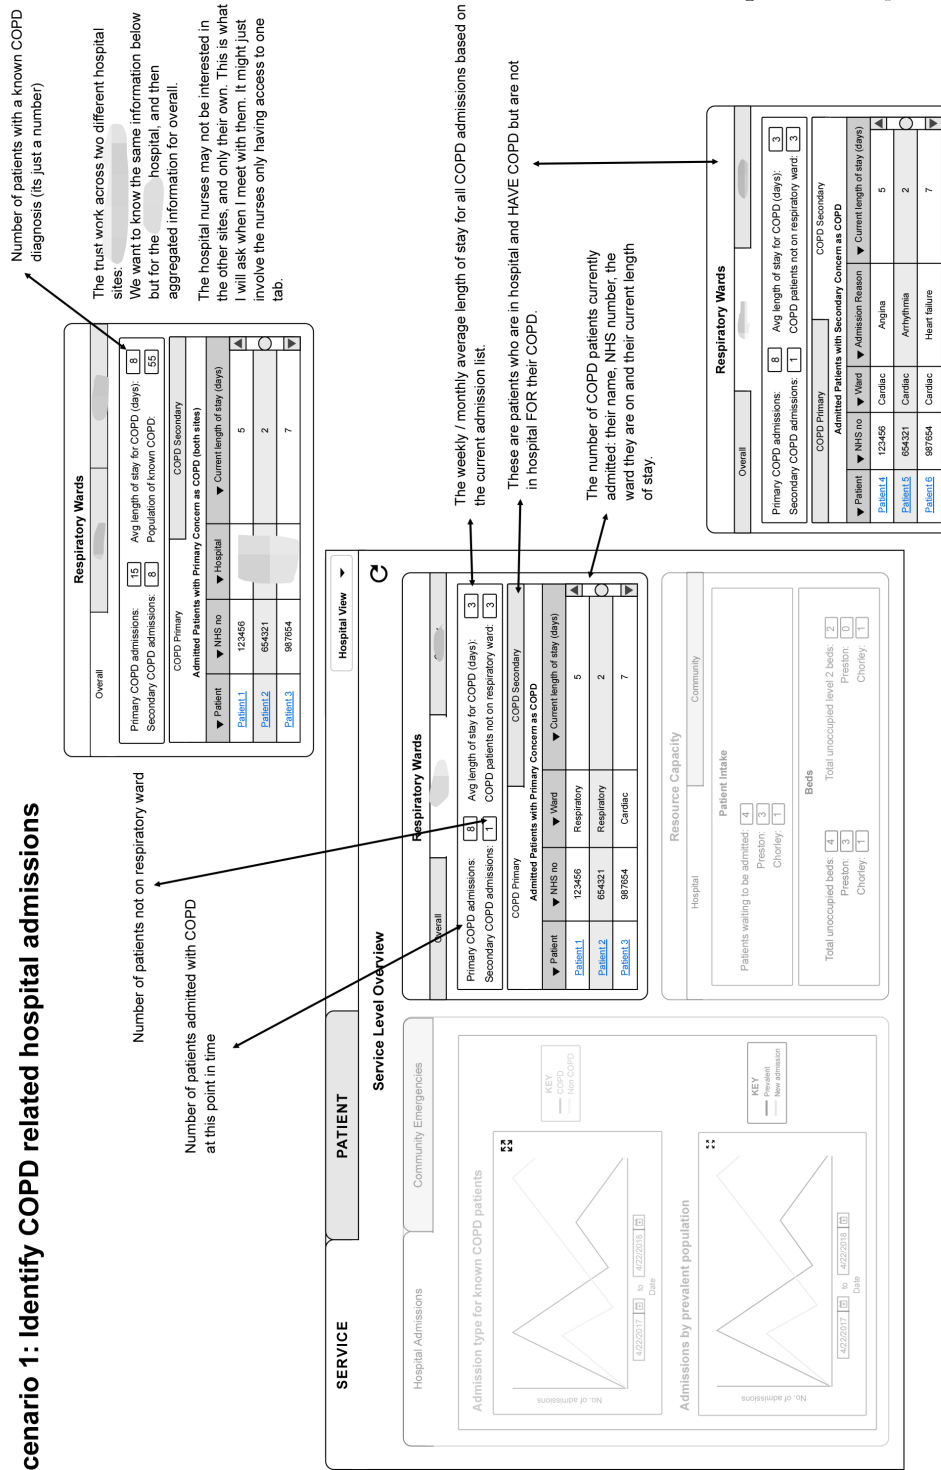 cenario 1: Identify COPD related hospital admissions
Number of patients not on respiratory ward
Number of patients admitted with COPD
at this point in time
Respiratory Wards
Overall
Primary COPD admissions: 15 Avg length of stay for COPD (days): 8
Secondary COPD admissions: 8 Population of known COPD: 55
COPD Primary COPD Secondary
Admitted Patients with Primary Concern as COPD (both sites)
Patient NHS no Hospital Current length of stay (days)
Patient 1 123456 5
Patient 2 654321 2
Patient 3 987654 7
Number of patients with a known COPD
diagnosis (its just a number)
The trust work across two different hospital
sites:
We want to know the same information below
but for the hospital, and then
aggregated information for overall.
The hospital nurses may not be interested in
the other sites, and only their own. This is what
I will ask when I meet with them. It might just
involve the nurses only having access to one
tab.
SERVICE PATIENT
Hospital View
Service Level Overview
Hospital Admissions Community Emergencies
Admission type for known COPD patients
No. of admissions
4/22/2017 to 4/22/2018
Date
KEY
COPD
Non COPD
Admissions by prevalent population
No. of admissions
4/22/2017 to 4/22/2018
Date
KEY
Prevalent
New admission
Respiratory Wards
Overall
Primary COPD admissions: 8 Avg length of stay for COPD (days): 3
Secondary COPD admissions: 1 COPD patients not on respiratory ward: 3
COPD Primary COPD Secondary
Admitted Patients with Primary Concern as COPD
Patient NHS no Ward Current length of stay (days)
Patient 1 123456 Respiratory 5
Patient 2 654321 Respiratory 2
Patient 3 987654 Cardiac 7
Resource Capacity
Hospital Community
Patient Intake
Patients waiting to be admitted: 4
Preston: 3
Chorley: 1
Beds
Total unoccupied beds: 4 Total unoccupied level 2 beds: 2
Preston: 3 Preston: 0
Chorley: 1 Chorley: 1
The weekly / monthly average length of stay for all COPD admissions based on
the current admission list.
These are patients who are in hospital and HAVE COPD but are not
in hospital FOR their COPD.
The number of COPD patients currently
admitted: their name, NHS number, the
ward they are on and their current length
of stay.
Respiratory Wards
Overall
Primary COPD admissions: 8 Avg length of stay for COPD (days): 3
Secondary COPD admissions: 1 COPD patients not on respiratory ward: 3
COPD Primary COPD Secondary
Admitted Patients with Secondary Concern as COPD
Patient NHS no Ward Admission Reason Current length of stay (days)
Patient 4 123456 Cardiac Angina 5
Patient 5 654321 Cardiac Arrhythmia 2
Patient 6 987654 Cardiac Heart failure 7